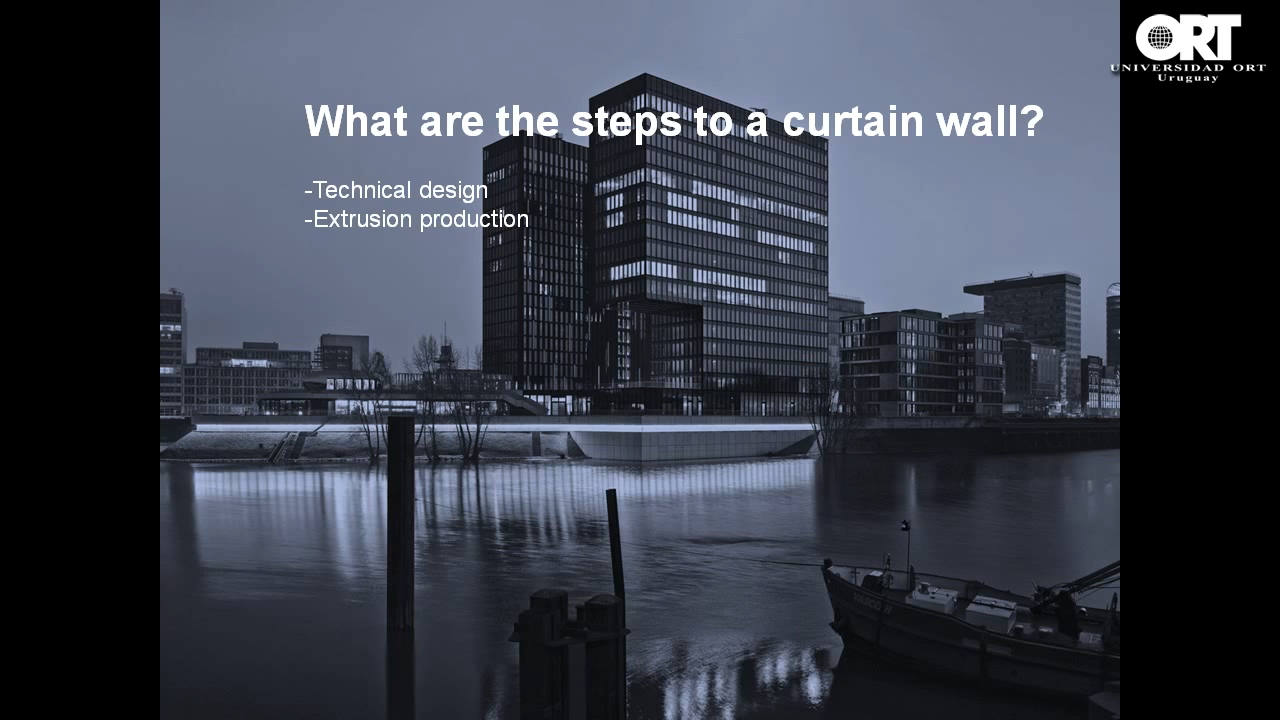 What are the steps to a curtain wall?
-Technical design
-Extrusion production
ORT
UNIVERSIDAD ORT
Uruguay